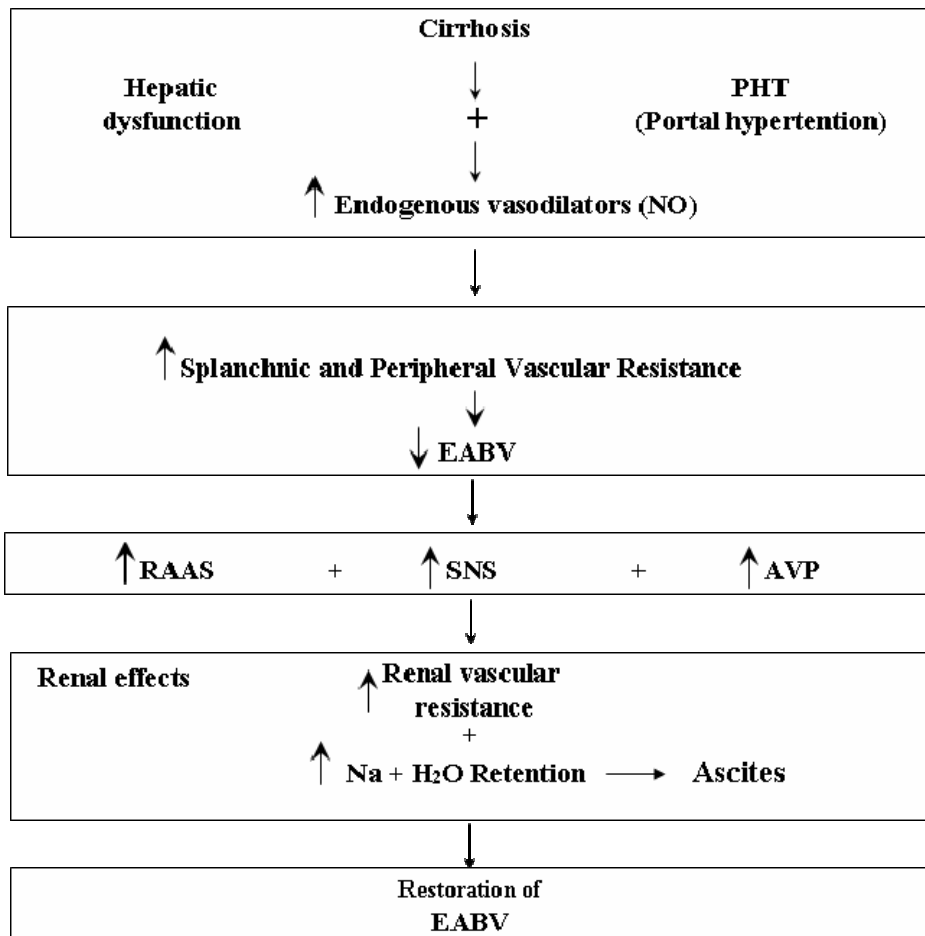 Cirrhosis
Hepatic
dysfunction
+
PHT
(Portal hypertention)
↑ Endogenous vasodilators (NO)
↑ Splanchnic and Peripheral Vascular Resistance
↓ EABV
↑ RAAS + ↑ SNS + ↑ AVP
Renal effects
↑ Renal vascular
resistance
+
↑ Na + H₂O Retention → Ascites
Restoration of
EABV